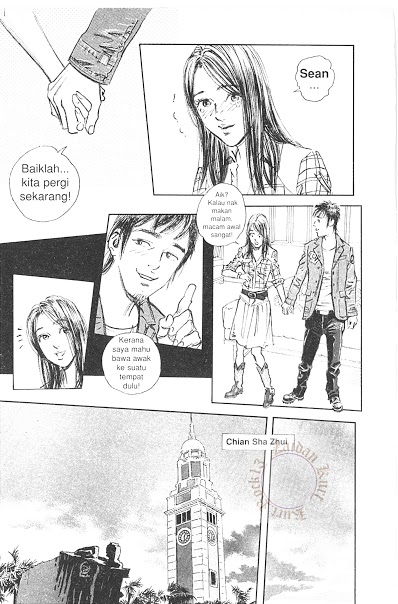 Sean
...
Baiklah...
kita pergi
sekarang!
Aik?
Kalau nak
makan
malam,
macam awal
sangat!
Kerana
saya mahu
bawa awak
ke suatu
tempat
dulu!
Chian Sha Zhui